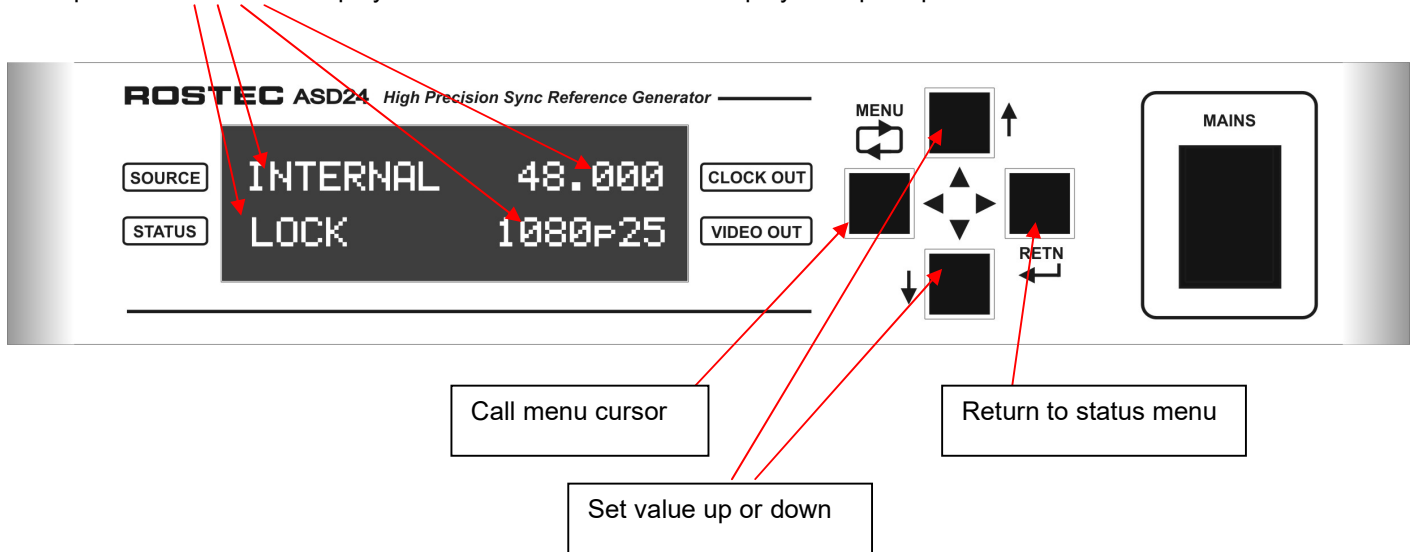 ROSTEC ASD24 High Precision Sync Reference Generator
MENU
MAINS
SOURCE
INTERNAL 48.000
CLOCK OUT
STATUS
LOCK 1080p25
VIDEO OUT
RETN
Call menu cursor
Return to status menu
Set value up or down